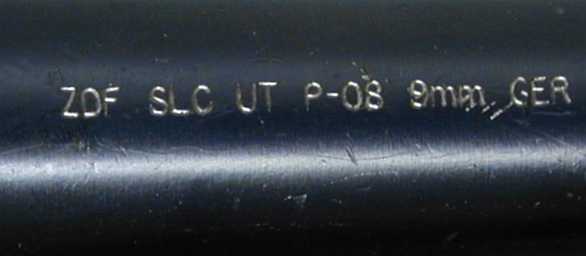 ZDF SLC UT P-08 9mm GER